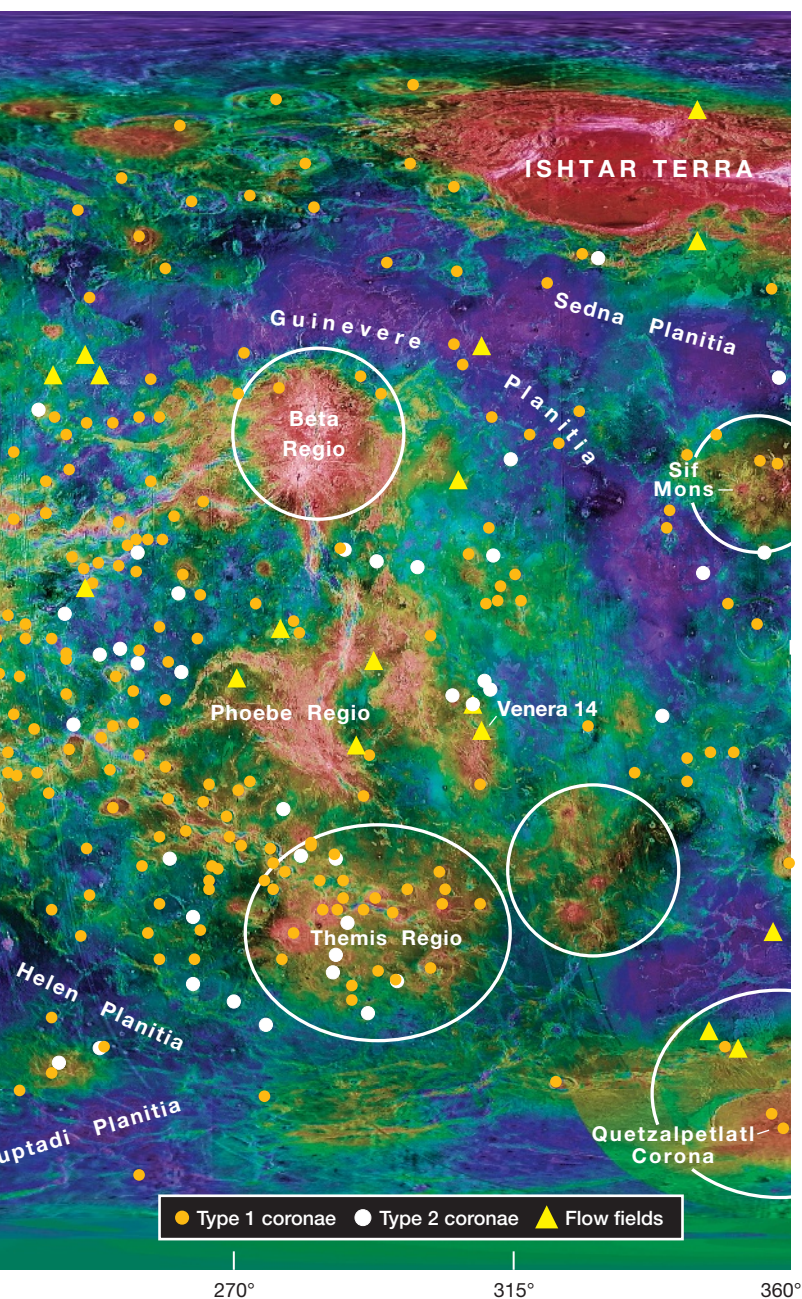 ISHTAR TERRA
Guinevere
Sedna Planitia
Planitia
Beta
Regio
Sif
Mons
Phoebe Regio
Venera 14
Themis Regio
Helen Planitia
uptadi Planitia
Quetzalpetlatl
Corona
Type 1 coronae
Type 2 coronae
Flow fields
270°
315°
360°